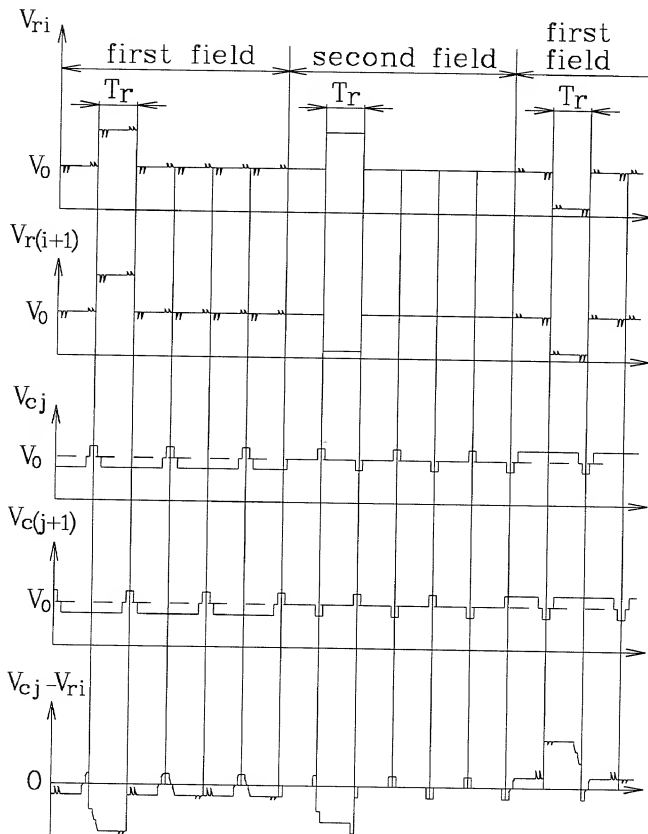 Vri
first field
second field
first field
Tr
Tr
Tr
V0
Vr(i+1)
V0
Vcj
V0
Vc(j+1)
V0
Vcj-Vri
0